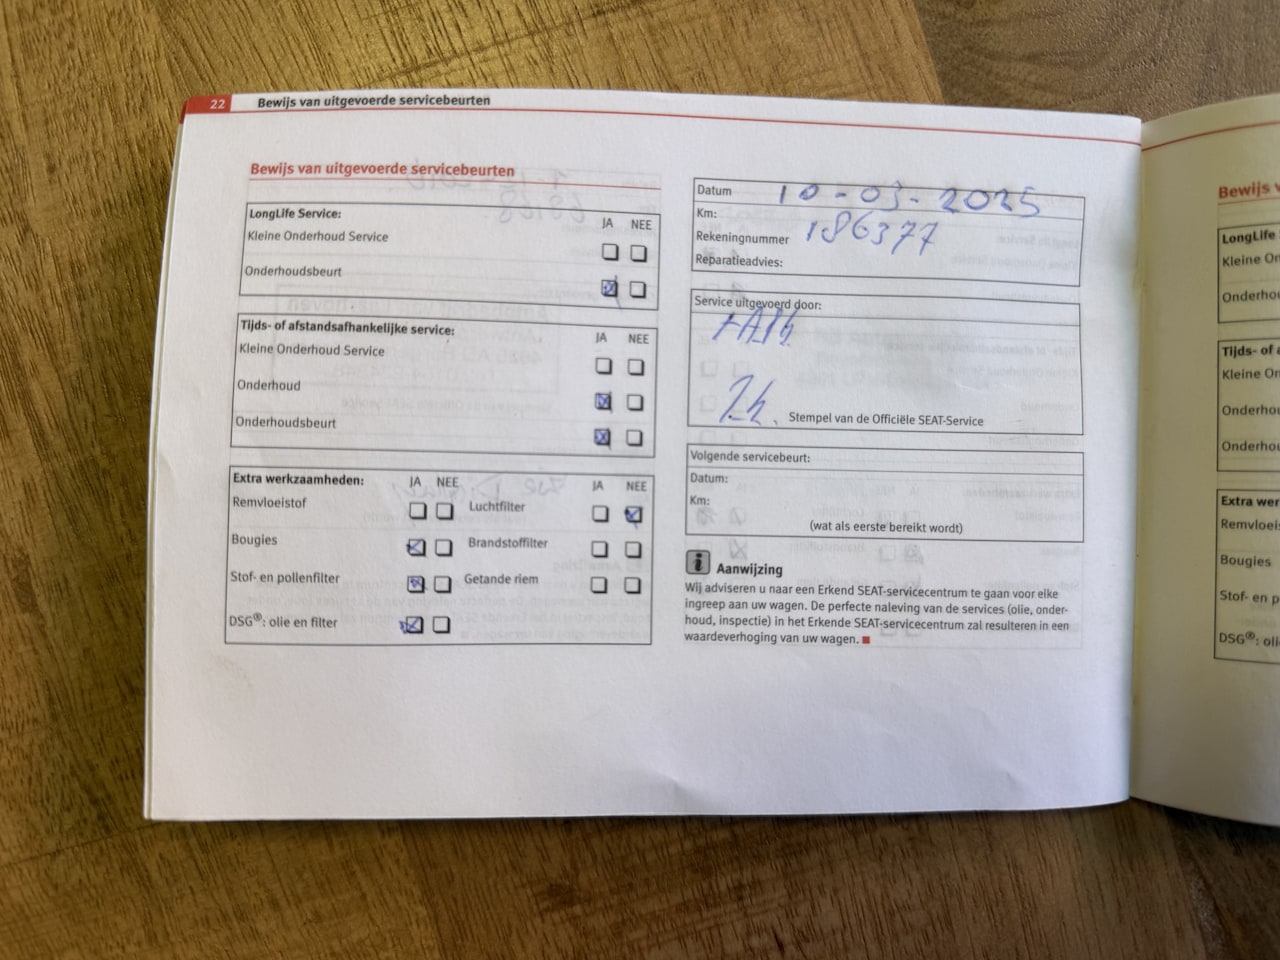 22 Bewijs van uitgevoerde servicebeurten
Bewijs van uitgevoerde servicebeurten
LongLife Service:
JA NEE
Kleine Onderhoud Service
Onderhoudsbeurt
Tijds- of afstandsafhankelijke service:
JA NEE
Kleine Onderhoud Service
Onderhoud
Onderhoudsbeurt
Extra werkzaamheden: JA NEE JA NEE
Remvloeistof Luchtfilter
Bougies Brandstoffilter
Stof- en pollenfilter Getande riem
DSG®: olie en filter
Datum 10-03-2025
Km: 186377
Rekeningnummer
Reparatieadvies:
Service uitgevoerd door:
Stempel van de Officiële SEAT-Service
Volgende servicebeurt:
Datum:
Km:
(wat als eerste bereikt wordt)
i Aanwijzing
Wij adviseren u naar een Erkend SEAT-servicecentrum te gaan voor elke
ingreep aan uw wagen. De perfecte naleving van de services (olie, onder-
houd, inspectie) in het Erkende SEAT-servicecentrum zal resulteren in een
waardeverhoging van uw wagen.
Bewijs v
LongLife
Kleine On
Onderhou
Tijds- of a
Kleine On
Onderhou
Onderhou
Extra wer
Remvloeis
Bougies
Stof- en p
DSG®: oli